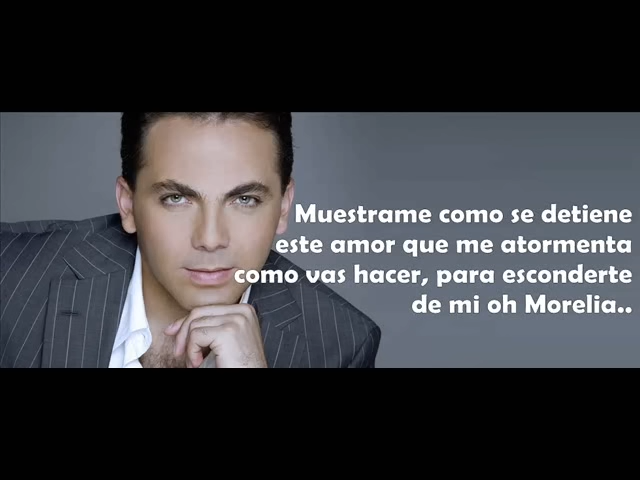 Muestrame como se detiene
este amor que me atormenta
como vas hacer, para esconderte
de mi oh Morelia..